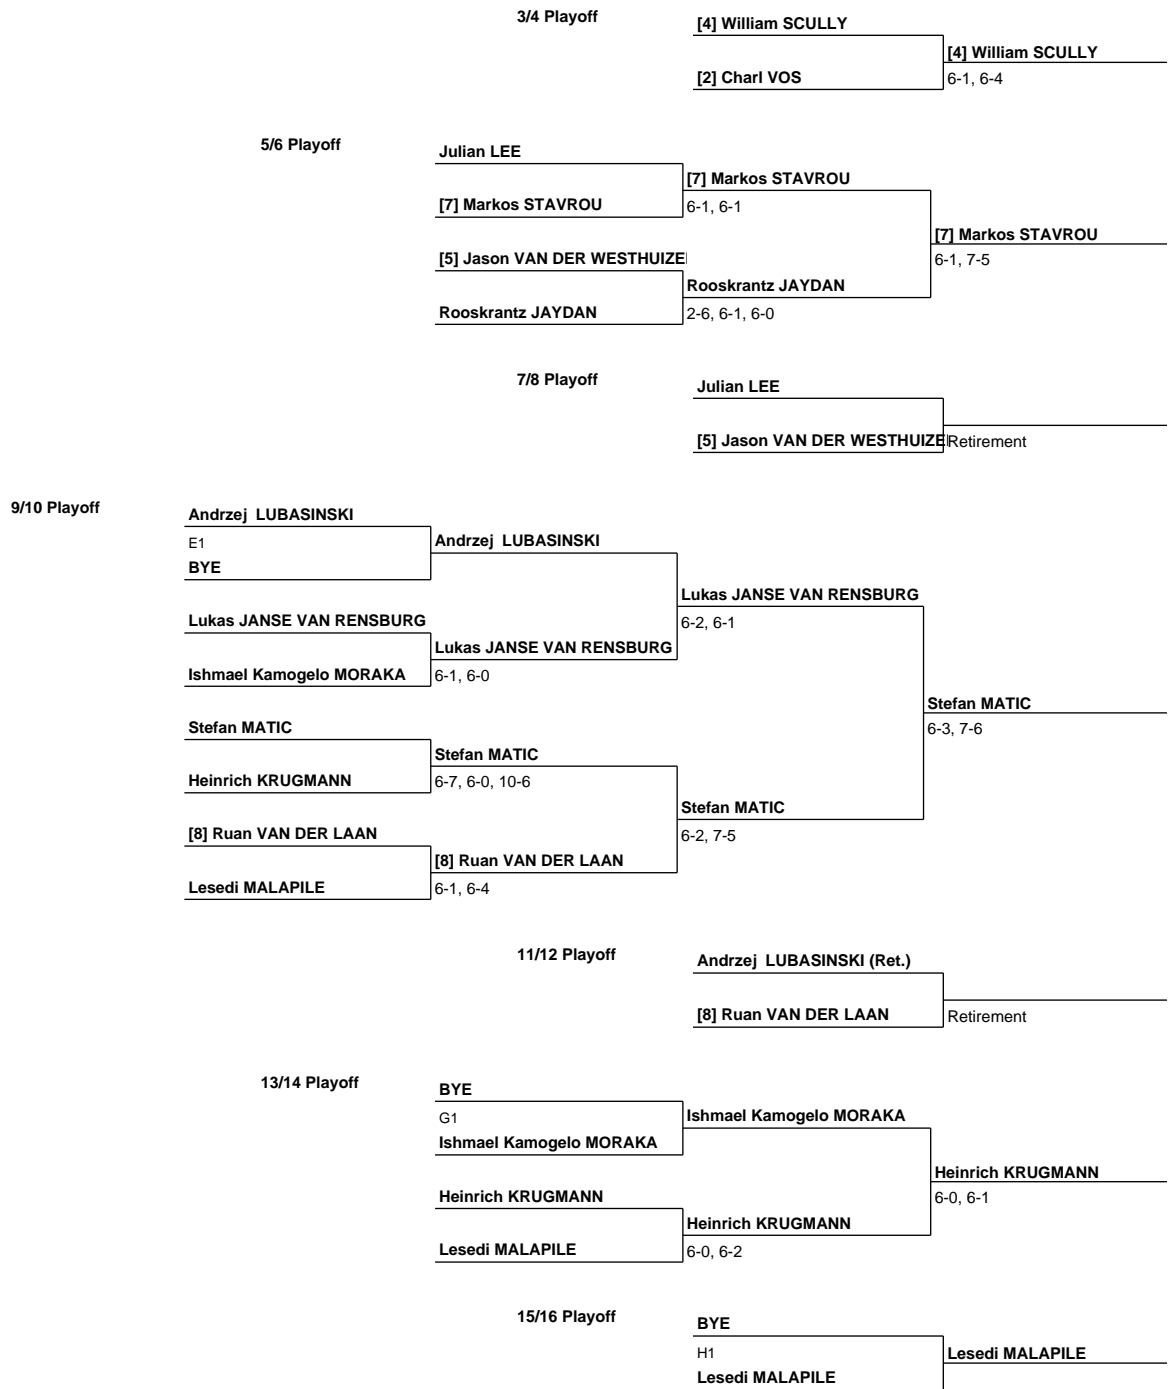 3/4 Playoff
[4] William SCULLY
[4] William SCULLY
[2] Charl VOS
6-1, 6-4
5/6 Playoff
Julian LEE
[7] Markos STAVROU
[7] Markos STAVROU
6-1, 6-1
[7] Markos STAVROU
[5] Jason VAN DER WESTHUIZE
6-1, 7-5
Rooskrantz JAYDAN
Rooskrantz JAYDAN
2-6, 6-1, 6-0
7/8 Playoff
Julian LEE
[5] Jason VAN DER WESTHUIZE
Retirement
9/10 Playoff
Andrzej LUBASINSKI
E1
Andrzej LUBASINSKI
BYE
Lukas JANSE VAN RENSBURG
Lukas JANSE VAN RENSBURG
6-2, 6-1
Lukas JANSE VAN RENSBURG
Ishmael Kamogelo MORAKA
6-1, 6-0
Stefan MATIC
Stefan MATIC
6-3, 7-6
Stefan MATIC
Heinrich KRUGMANN
6-7, 6-0, 10-6
Stefan MATIC
[8] Ruan VAN DER LAAN
6-2, 7-5
[8] Ruan VAN DER LAAN
Lesedi MALAPILE
6-1, 6-4
11/12 Playoff
Andrzej LUBASINSKI (Ret.)
[8] Ruan VAN DER LAAN
Retirement
13/14 Playoff
BYE
G1
Ishmael Kamogelo MORAKA
Ishmael Kamogelo MORAKA
Heinrich KRUGMANN
Heinrich KRUGMANN
6-0, 6-1
Heinrich KRUGMANN
Lesedi MALAPILE
6-0, 6-2
15/16 Playoff
BYE
H1
Lesedi MALAPILE
Lesedi MALAPILE